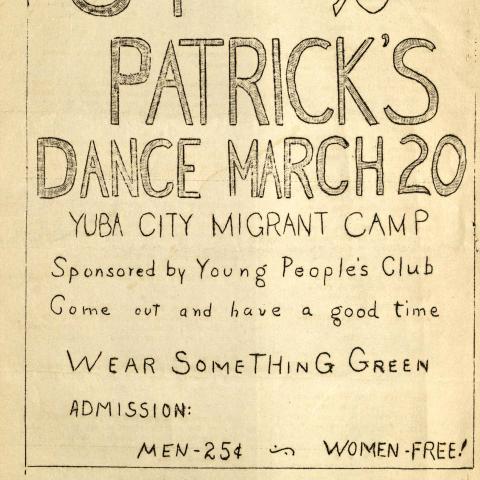 PATRICK'S
DANCE MARCH 20
YUBA CITY MIGRANT CAMP
Sponsored by Young People's Club
Come out and have a good time
WEAR SOMETHING GREEN
ADMISSION:
MEN-25¢ ~ WOMEN-FREE!